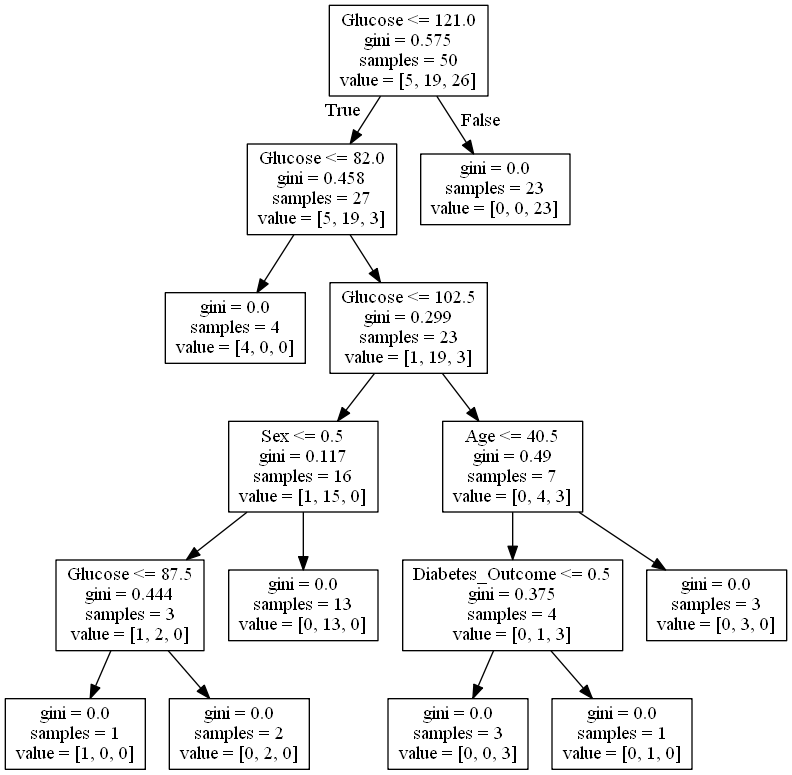 Glucose <= 121.0
gini = 0.575
samples = 50
value = [5, 19, 26]
True
False
Glucose <= 82.0
gini = 0.458
samples = 27
value = [5, 19, 3]
gini = 0.0
samples = 23
value = [0, 0, 23]
gini = 0.0
samples = 4
value = [4, 0, 0]
Glucose <= 102.5
gini = 0.299
samples = 23
value = [1, 19, 3]
Sex <= 0.5
gini = 0.117
samples = 16
value = [1, 15, 0]
Age <= 40.5
gini = 0.49
samples = 7
value = [0, 4, 3]
Glucose <= 87.5
gini = 0.444
samples = 3
value = [1, 2, 0]
gini = 0.0
samples = 13
value = [0, 13, 0]
Diabetes_Outcome <= 0.5
gini = 0.375
samples = 4
value = [0, 1, 3]
gini = 0.0
samples = 3
value = [0, 3, 0]
gini = 0.0
samples = 1
value = [1, 0, 0]
gini = 0.0
samples = 2
value = [0, 2, 0]
gini = 0.0
samples = 3
value = [0, 0, 3]
gini = 0.0
samples = 1
value = [0, 1, 0]